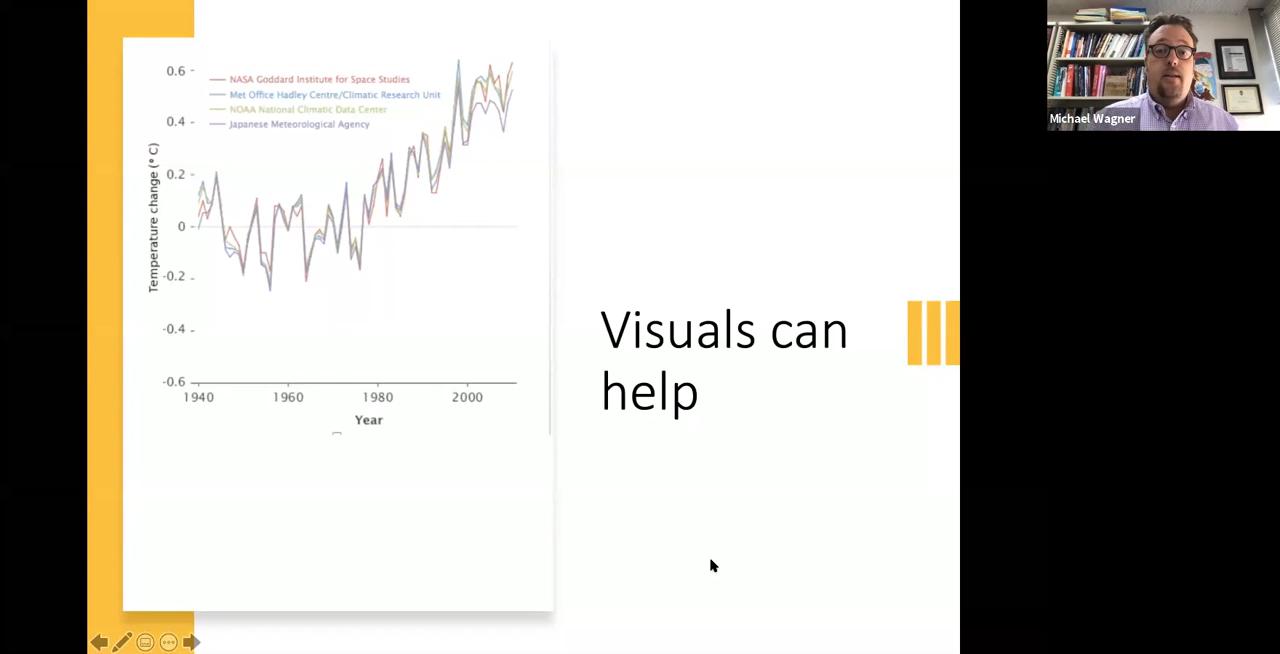 0.6
0.4
0.2
0
-0.2
-0.4
-0.6
Temperature change (° C)
NASA Goddard Institute for Space Studies
Met Office Hadley Centre/Climatic Research Unit
NOAA National Climatic Data Center
Japanese Meteorological Agency
1940 1960 1980 2000
Year
Visuals can
help
Michael Wagner